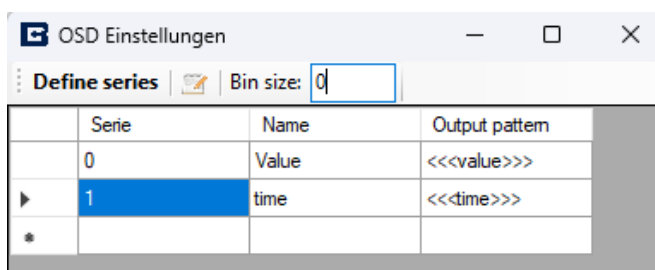 OSD Einstellungen
Define series Bin size: 0
Serie Name Output pattern
0 Value <<<value>>>
1 time <<<time>>>